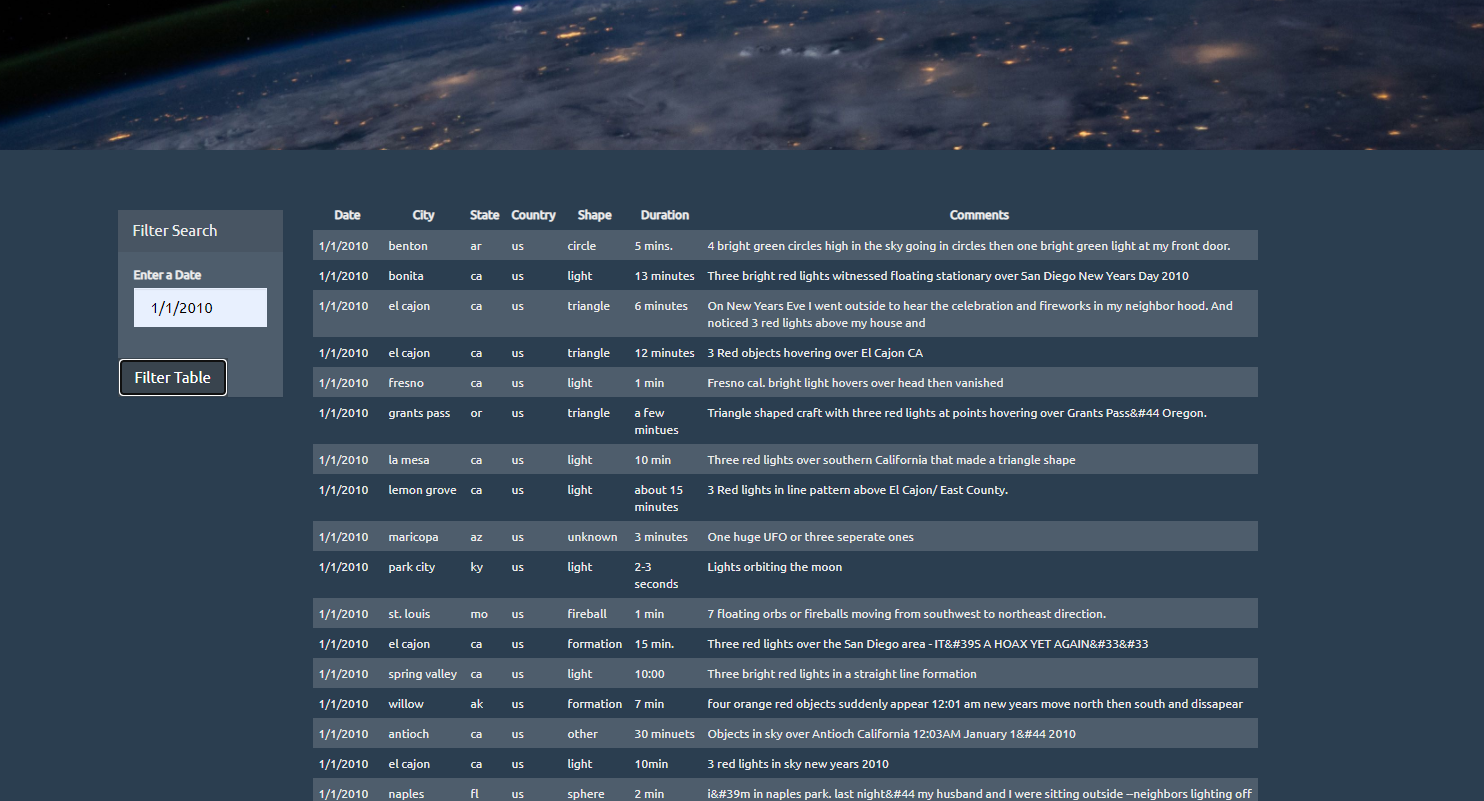 Filter Search
Enter a Date
1/1/2010
Filter Table
Date City State Country Shape Duration Comments
1/1/2010 benton ar us circle 5 mins. 4 bright green circles high in the sky going in circles then one bright green light at my front door.
1/1/2010 bonita ca us light 13 minutes Three bright red lights witnessed floating stationary over San Diego New Years Day 2010
1/1/2010 el cajon ca us triangle 6 minutes On New Years Eve I went outside to hear the celebration and fireworks in my neighbor hood. And
noticed 3 red lights above my house and
1/1/2010 el cajon ca us triangle 12 minutes 3 Red objects hovering over El Cajon CA
1/1/2010 fresno ca us light 1 min Fresno cal. bright light hovers over head then vanished
1/1/2010 grants pass or us triangle a few Triangle shaped craft with three red lights at points hovering over Grants Pass&#44 Oregon.
mintues
1/1/2010 la mesa ca us light 10 min Three red lights over southern California that made a triangle shape
1/1/2010 lemon grove ca us light about 15 3 Red lights in line pattern above El Cajon/ East County.
minutes
1/1/2010 maricopa az us unknown 3 minutes One huge UFO or three seperate ones
1/1/2010 park city ky us light 2-3 Lights orbiting the moon
seconds
1/1/2010 st. louis mo us fireball 1 min 7 floating orbs or fireballs moving from southwest to northeast direction.
1/1/2010 el cajon ca us formation 15 min. Three red lights over the San Diego area - IT&#39S A HOAX YET AGAIN&#33&#33
1/1/2010 spring valley ca us light 10:00 Three bright red lights in a straight line formation
1/1/2010 willow ak us formation 7 min four orange red objects suddenly appear 12:01 am new years move north then south and dissapear
1/1/2010 antioch ca us other 30 minuets Objects in sky over Antioch California 12:03AM January 1&#44 2010
1/1/2010 el cajon ca us light 10min 3 red lights in sky new years 2010
1/1/2010 naples fl us sphere 2 min i&#39m in naples park. last night&#44 my husband and I were sitting outside --neighbors lighting off